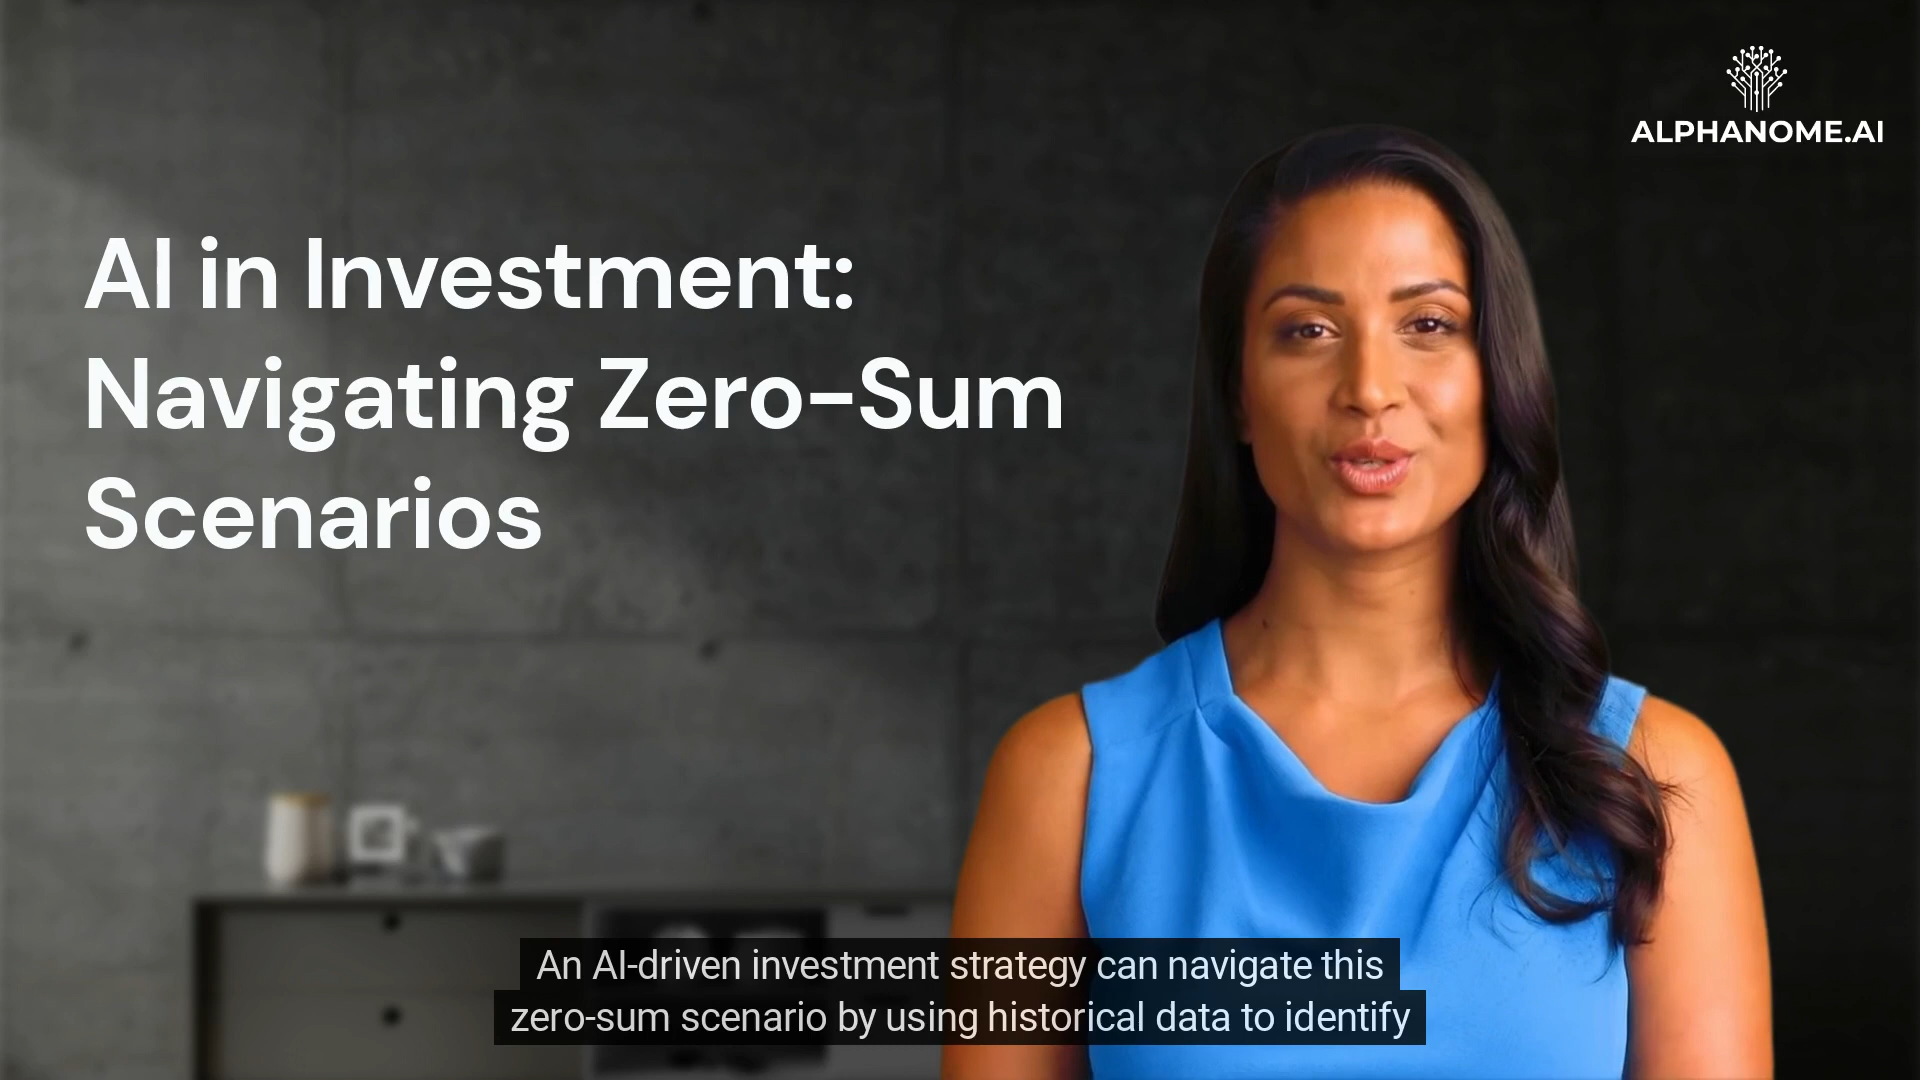 ALPHANOME.AI
AI in Investment:
Navigating Zero-Sum
Scenarios
An AI-driven investment strategy can navigate this
zero-sum scenario by using historical data to identify